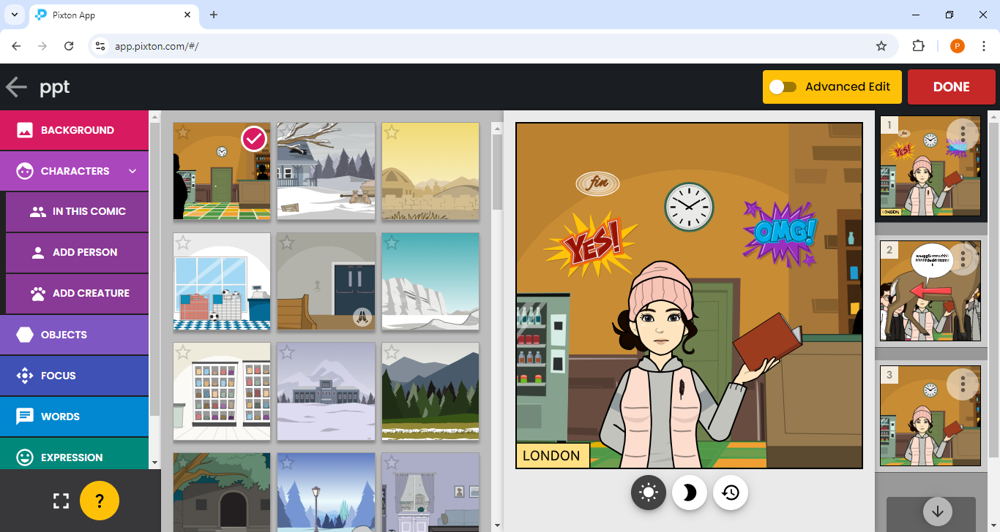 Pixton App
app.pixton.com/#/
P
ppt
Advanced Edit
DONE
BACKGROUND
CHARACTERS
IN THIS COMIC
ADD PERSON
ADD CREATURE
OBJECTS
FOCUS
WORDS
EXPRESSION
?
fin
YES!
OMG!
LONDON
1
YES!
LONDON
2
3